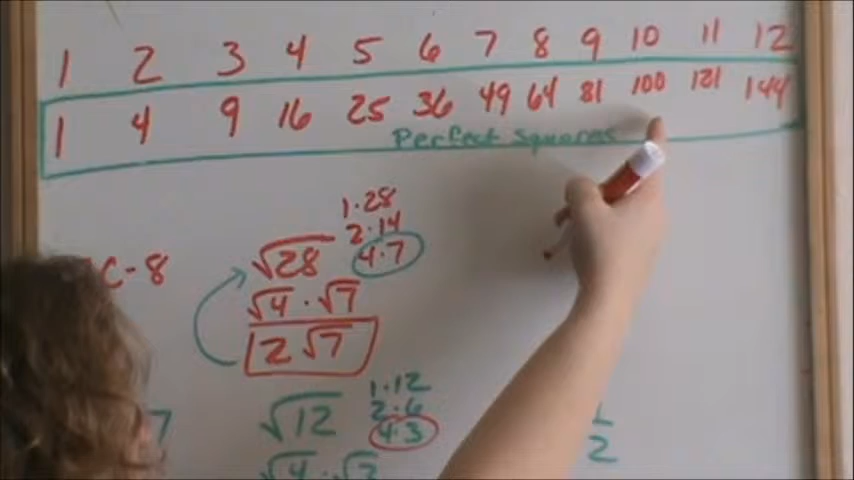 1 2 3 4 5 6 7 8 9 10 11 12
1 4 9 16 25 36 49 64 81 100 121 144
Perfect Squares
C-8
√28
1·28
2·14
4·7
√4 · √7
2√7
7
√12
1·12
2·6
4·3
√4 · √3
1
2